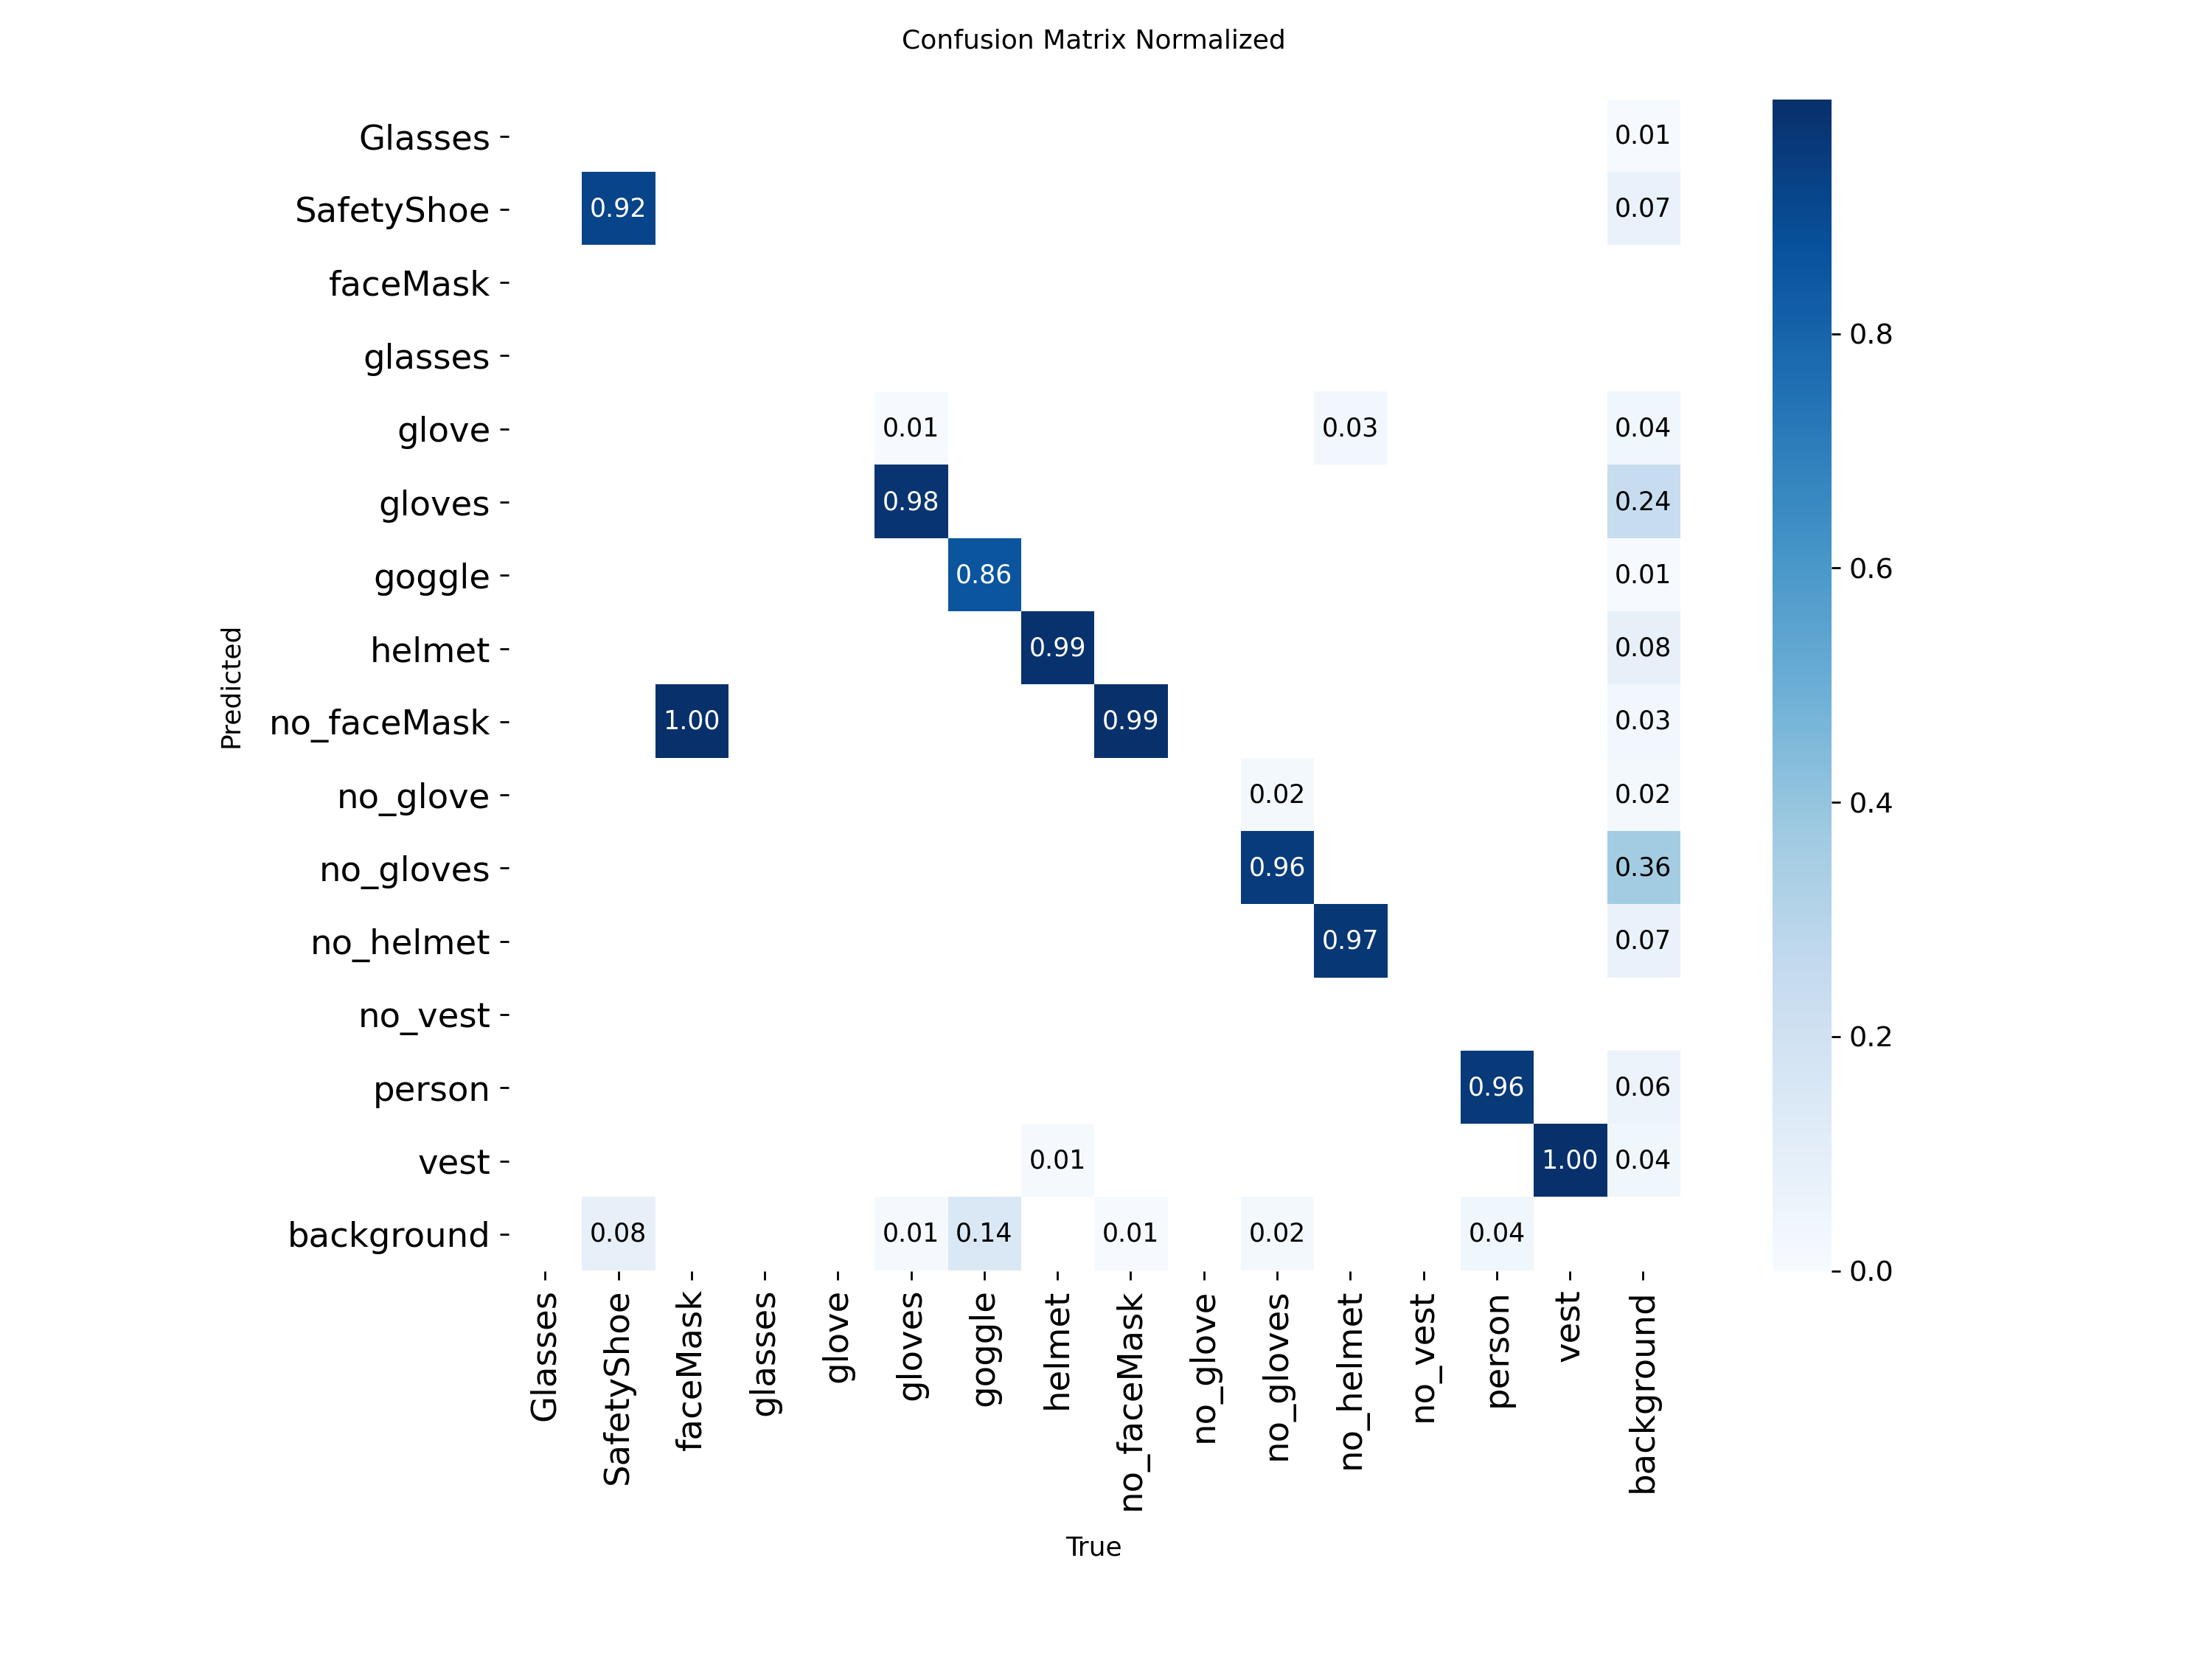 Confusion Matrix Normalized
Glasses 0.01
SafetyShoe 0.92 0.07
faceMask
glasses
glove 0.01 0.03 0.04
gloves 0.98 0.24
goggle 0.86 0.01
helmet 0.99 0.08
no_faceMask 1.00 0.99 0.03
no_glove 0.02 0.02
no_gloves 0.96 0.36
no_helmet 0.97 0.07
no_vest
person 0.96 0.06
vest 0.01 1.00 0.04
background 0.08 0.01 0.14 0.01 0.02 0.04
Predicted
Glasses
SafetyShoe
faceMask
glasses
glove
gloves
goggle
helmet
no_faceMask
no_glove
no_gloves
no_helmet
no_vest
person
vest
background
True
0.8
0.6
0.4
0.2
0.0